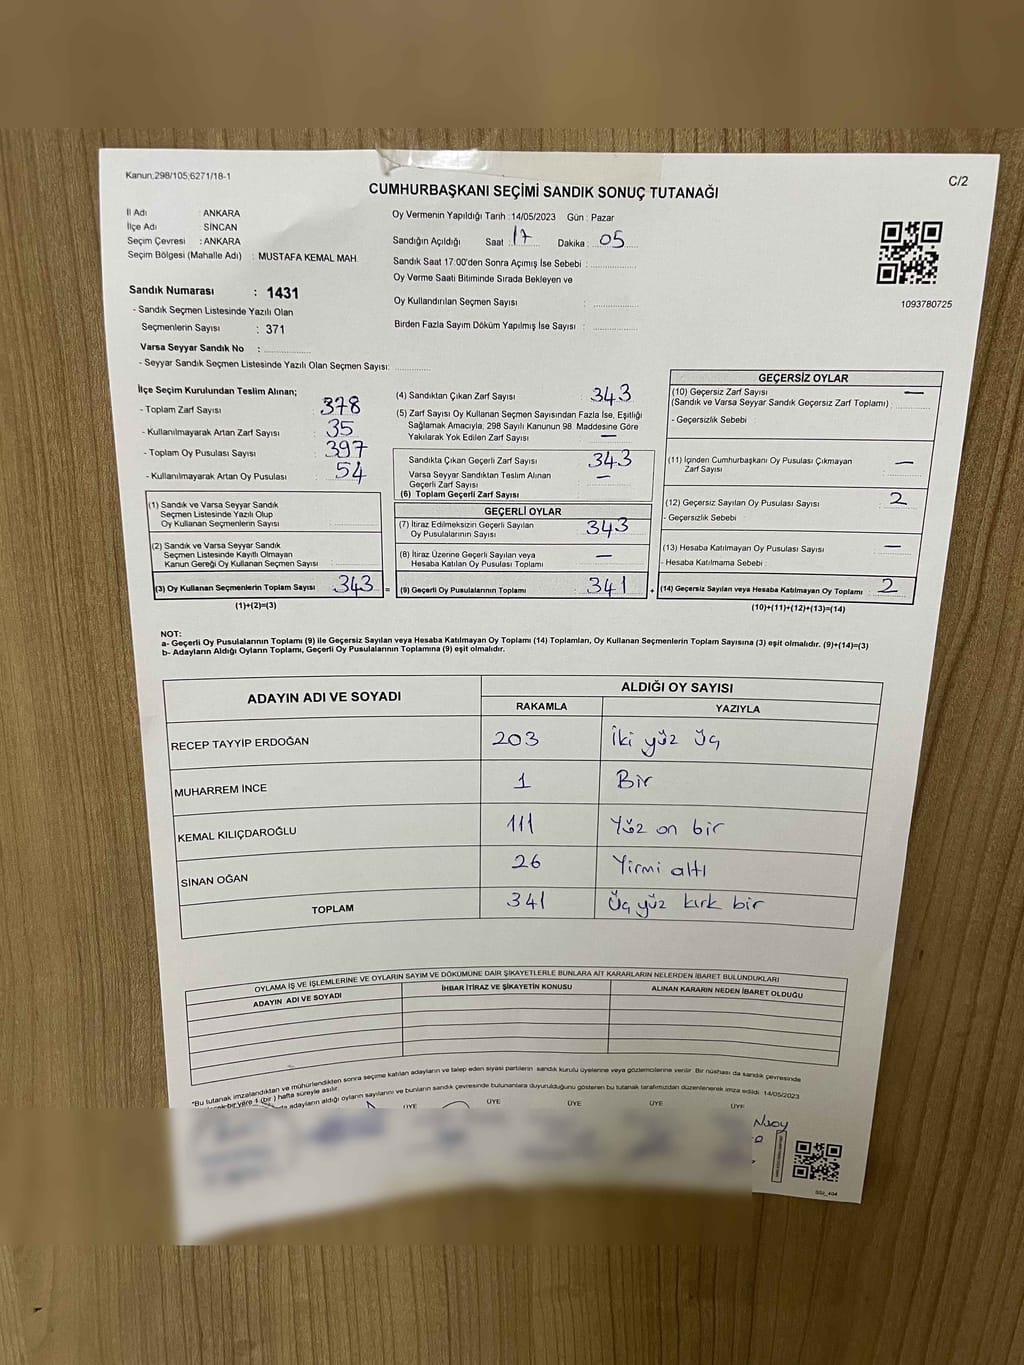 Kanun;298/105;6271/18-1
C/2
CUMHURBAŞKANI SEÇİMİ SANDIK SONUÇ TUTANAĞI
İl Adı : ANKARA
İlçe Adı : SİNCAN
Seçim Çevresi : ANKARA
Seçim Bölgesi (Mahalle Adı) : MUSTAFA KEMAL MAH.
Sandık Numarası : 1431
- Sandık Seçmen Listesinde Yazılı Olan
Seçmenlerin Sayısı : 371
Varsa Seyyar Sandık No :
- Seyyar Sandık Seçmen Listesinde Yazılı Olan Seçmen Sayısı:
Oy Vermenin Yapıldığı Tarih :14/05/2023 Gün : Pazar
Sandığın Açıldığı Saat : 17 Dakika : 05
Sandık Saat 17:00'den Sonra Açımış İse Sebebi :
Oy Verme Saati Bitiminde Sırada Bekleyen ve
Oy Kullandırılan Seçmen Sayısı :
Birden Fazla Sayım Döküm Yapılmış İse Sayısı :
1093780725
İlçe Seçim Kurulundan Teslim Alınan;
- Toplam Zarf Sayısı : 378
- Kullanılmayarak Artan Zarf Sayısı : 35
- Toplam Oy Pusulası Sayısı : 397
- Kullanılmayarak Artan Oy Pusulası : 54
(1) Sandık ve Varsa Seyyar Sandık
Seçmen Listesinde Yazılı Olup
Oy Kullanan Seçmenlerin Sayısı :
(2) Sandık ve Varsa Seyyar Sandık
Seçmen Listesinde Kayıtlı Olmayan
Kanun Gereği Oy Kullanan Seçmen Sayısı :
(3) Oy Kullanan Seçmenlerin Toplam Sayısı : 343 =
(1)+(2)=(3)
(4) Sandıktan Çıkan Zarf Sayısı : 343
(5) Zarf Sayısı Oy Kullanan Seçmen Sayısından Fazla İse, Eşitliği
Sağlamak Amacıyla, 298 Sayılı Kanunun 98. Maddesine Göre
Yakılarak Yok Edilen Zarf Sayısı : —
Sandıkta Çıkan Geçerli Zarf Sayısı : 343
Varsa Seyyar Sandıktan Teslim Alınan
Geçerli Zarf Sayısı : —
(6) Toplam Geçerli Zarf Sayısı
GEÇERLİ OYLAR
(7) İtiraz Edilmeksizin Geçerli Sayılan
Oy Pusulalarının Sayısı : 343
(8) İtiraz Üzerine Geçerli Sayılan veya
Hesaba Katılan Oy Pusulası Toplamı : —
(9) Geçerli Oy Pusulalarının Toplamı : 341 +
GEÇERSİZ OYLAR
(10) Geçersiz Zarf Sayısı —
(Sandık ve Varsa Seyyar Sandık Geçersiz Zarf Toplamı) :
- Geçersizlik Sebebi :
(11) İçinden Cumhurbaşkanı Oy Pusulası Çıkmayan
Zarf Sayısı : —
(12) Geçersiz Sayılan Oy Pusulası Sayısı : 2
- Geçersizlik Sebebi :
(13) Hesaba Katılmayan Oy Pusulası Sayısı : —
- Hesaba Katılmama Sebebi :
(14) Geçersiz Sayılan veya Hesaba Katılmayan Oy Toplamı : 2
(10)+(11)+(12)+(13)=(14)
NOT:
a- Geçerli Oy Pusulalarının Toplamı (9) ile Geçersiz Sayılan veya Hesaba Katılmayan Oy Toplamı (14) Toplamları, Oy Kullanan Seçmenlerin Toplam Sayısına (3) eşit olmalıdır. (9)+(14)=(3)
b- Adayların Aldığı Oyların Toplamı, Geçerli Oy Pusulalarının Toplamına (9) eşit olmalıdır.
ADAYIN ADI VE SOYADI
ALDIĞI OY SAYISI
RAKAMLA YAZIYLA
RECEP TAYYİP ERDOĞAN 203 İki yüz üç
MUHARREM İNCE 1 Bir
KEMAL KILIÇDAROĞLU 111 Yüz on bir
SİNAN OĞAN 26 Yirmi altı
TOPLAM 341 Üç yüz kırk bir
OYLAMA İŞ VE İŞLEMLERİNE VE OYLARIN SAYIM VE DÖKÜMÜNE DAİR ŞİKAYETLERLE BUNLARA AİT KARARLARIN NELERDEN İBARET BULUNDUKLARI
ADAYIN ADI VE SOYADI İHBAR İTİRAZ VE ŞİKAYETİN KONUSU ALINAN KARARIN NEDEN İBARET OLDUĞU
*Bu tutanak imzalandıktan ve mühürlendikten sonra seçime katılan adayların ve talep eden siyasi partilerin sandık kurulu üyelerine veya gözlemcilerine verilir. Bir nüshası da sandık çevresinde
bir yere 1 (bir) hafta süreyle asılır.
adayların aldığı oyların sayılarını ve bunların sandık çevresinde bulunanlara duyurulduğunu gösteren bu tutanak tarafımızdan düzenlenerek imza edildi. 14/05/2023
ÜYE ÜYE ÜYE ÜYE ÜYE
SSt_404